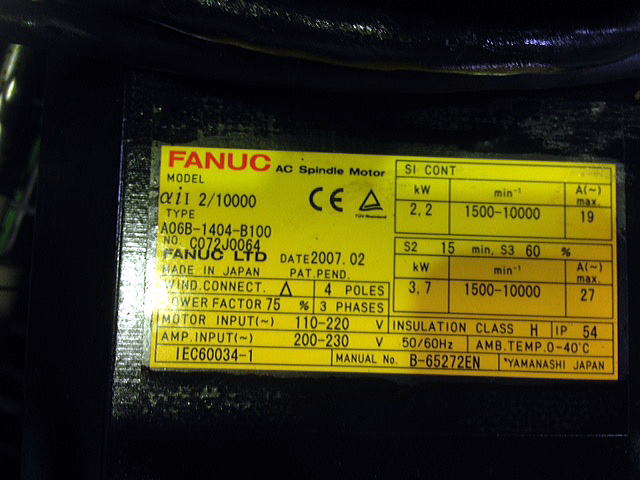 FANUC AC Spindle Motor
MODEL
αiI 2/10000
TYPE
A06B-1404-B100
NO. C072J0064
FANUC LTD DATE 2007.02
MADE IN JAPAN PAT.PEND.
CE
TÜV Rheinland
WIND.CONNECT. Δ 4 POLES
POWER FACTOR 75 % 3 PHASES
MOTOR INPUT(~) 110-220 V
AMP.INPUT(~) 200-230 V
IEC60034-1
S1 CONT
kW min⁻¹ A(~) max.
2.2 1500-10000 19
S2 15 min, S3 60 %
kW min⁻¹ A(~) max.
3.7 1500-10000 27
INSULATION CLASS H IP 54
50/60Hz AMB.TEMP.0-40°C
MANUAL No. B-65272EN YAMANASHI JAPAN